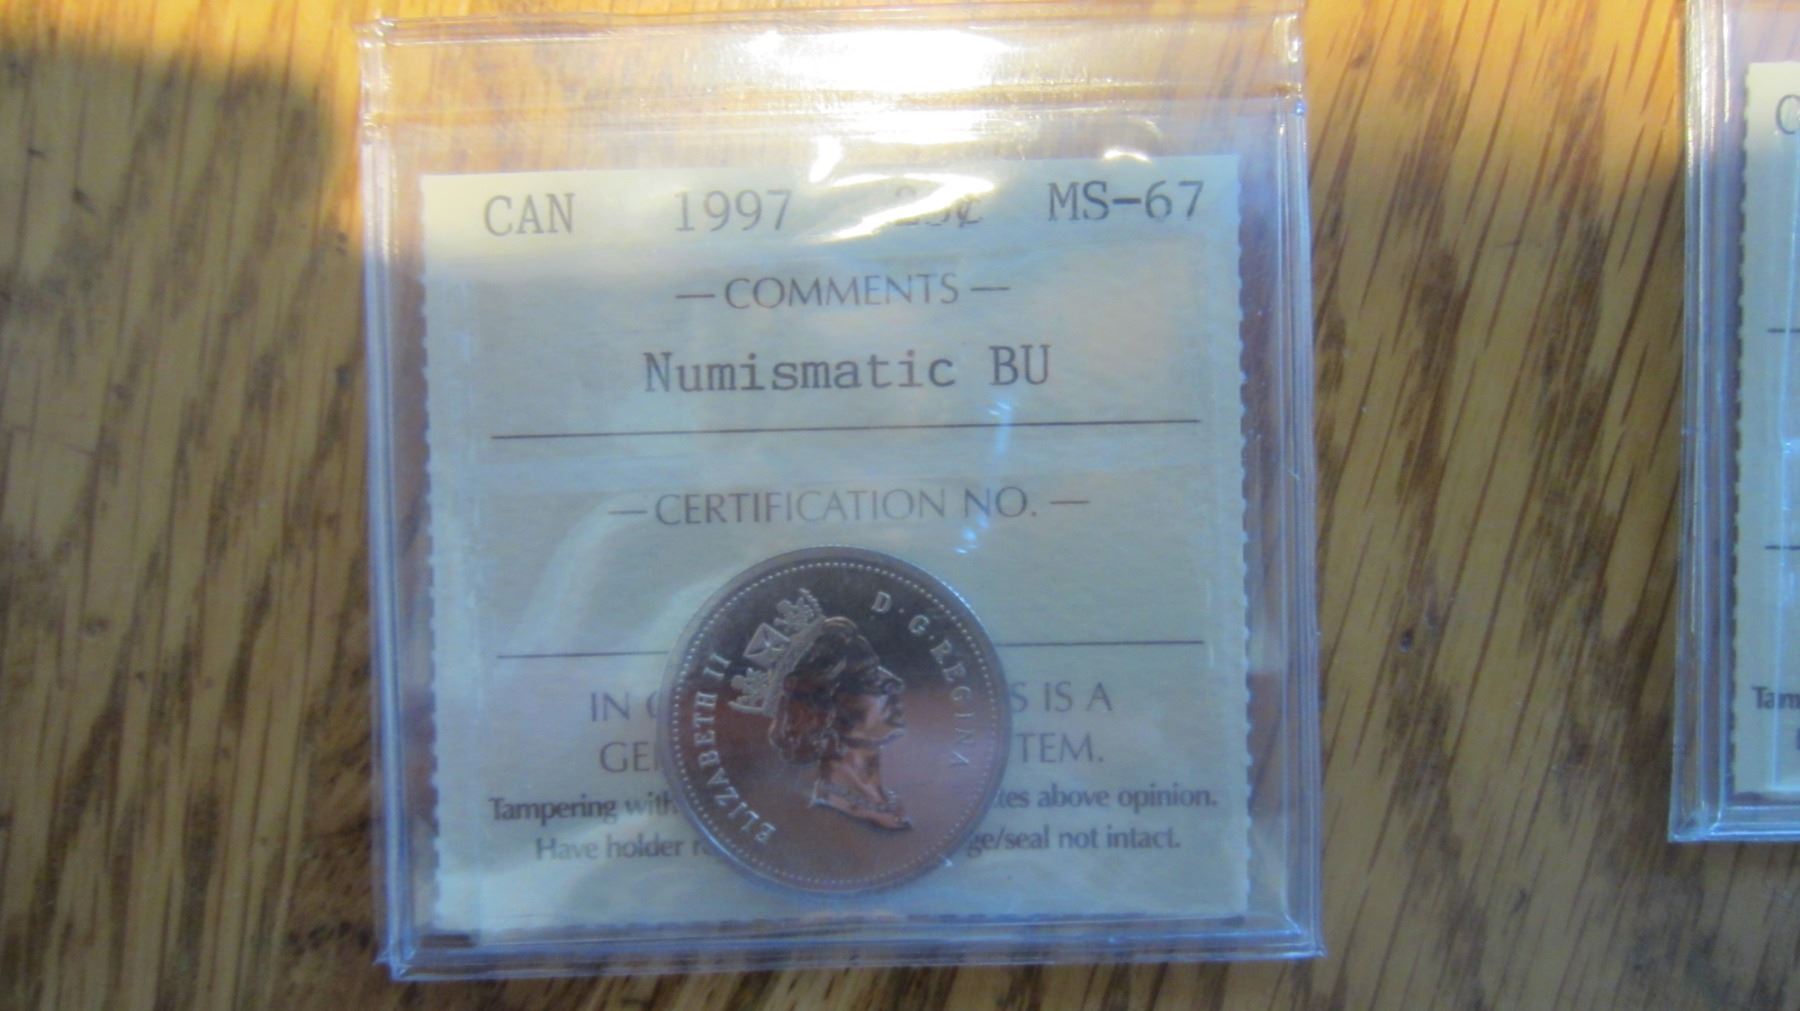 CAN 1997 25¢ MS-67
— COMMENTS —
Numismatic BU
— CERTIFICATION NO. —
IN S IS A
GE TEM.
Tampering with tes above opinion.
Have holder ge/seal not intact.
ELIZABETH II D·G·REGINA
Tam